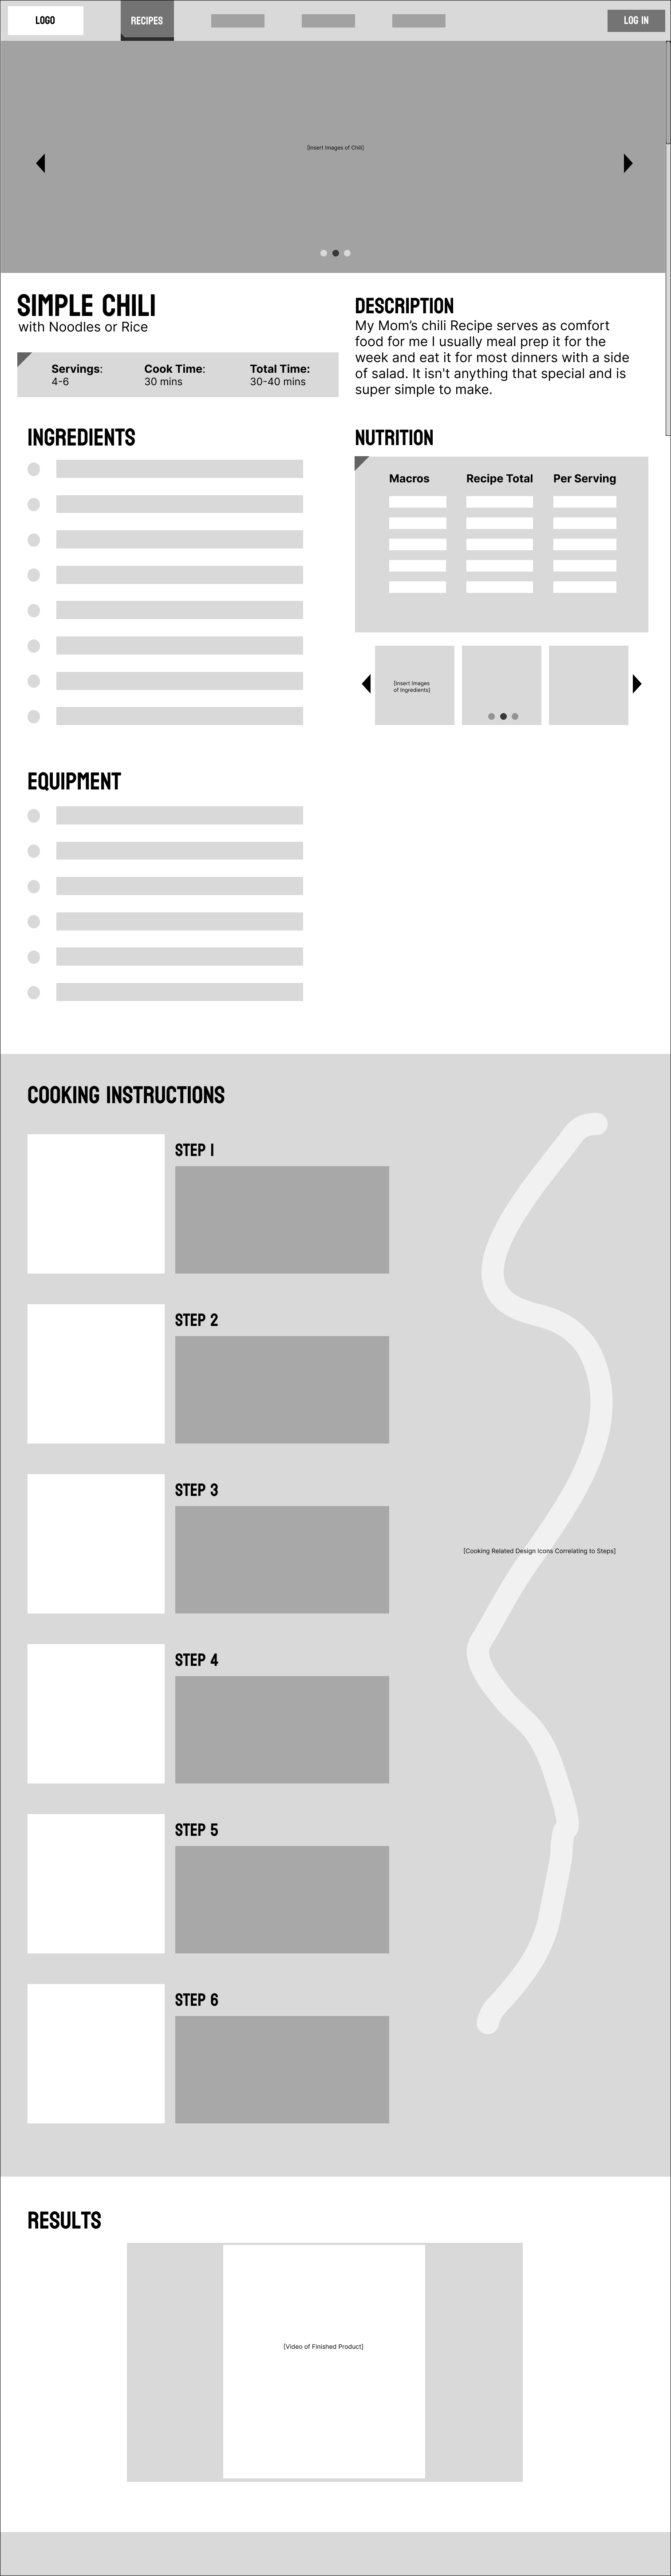 LOGO
RECIPES
LOG IN
[Insert Images of Chili]
SIMPLE CHILI
with Noodles or Rice
Servings:
4-6
Cook Time:
30 mins
Total Time:
30-40 mins
DESCRIPTION
My Mom's chili Recipe serves as comfort
food for me I usually meal prep it for the
week and eat it for most dinners with a side
of salad. It isn't anything that special and is
super simple to make.
INGREDIENTS
NUTRITION
Macros
Recipe Total
Per Serving
[Insert Images
of Ingredients]
EQUIPMENT
COOKING INSTRUCTIONS
STEP 1
STEP 2
STEP 3
[Cooking Related Design Icons Correlating to Steps]
STEP 4
STEP 5
STEP 6
RESULTS
[Video of Finished Product]